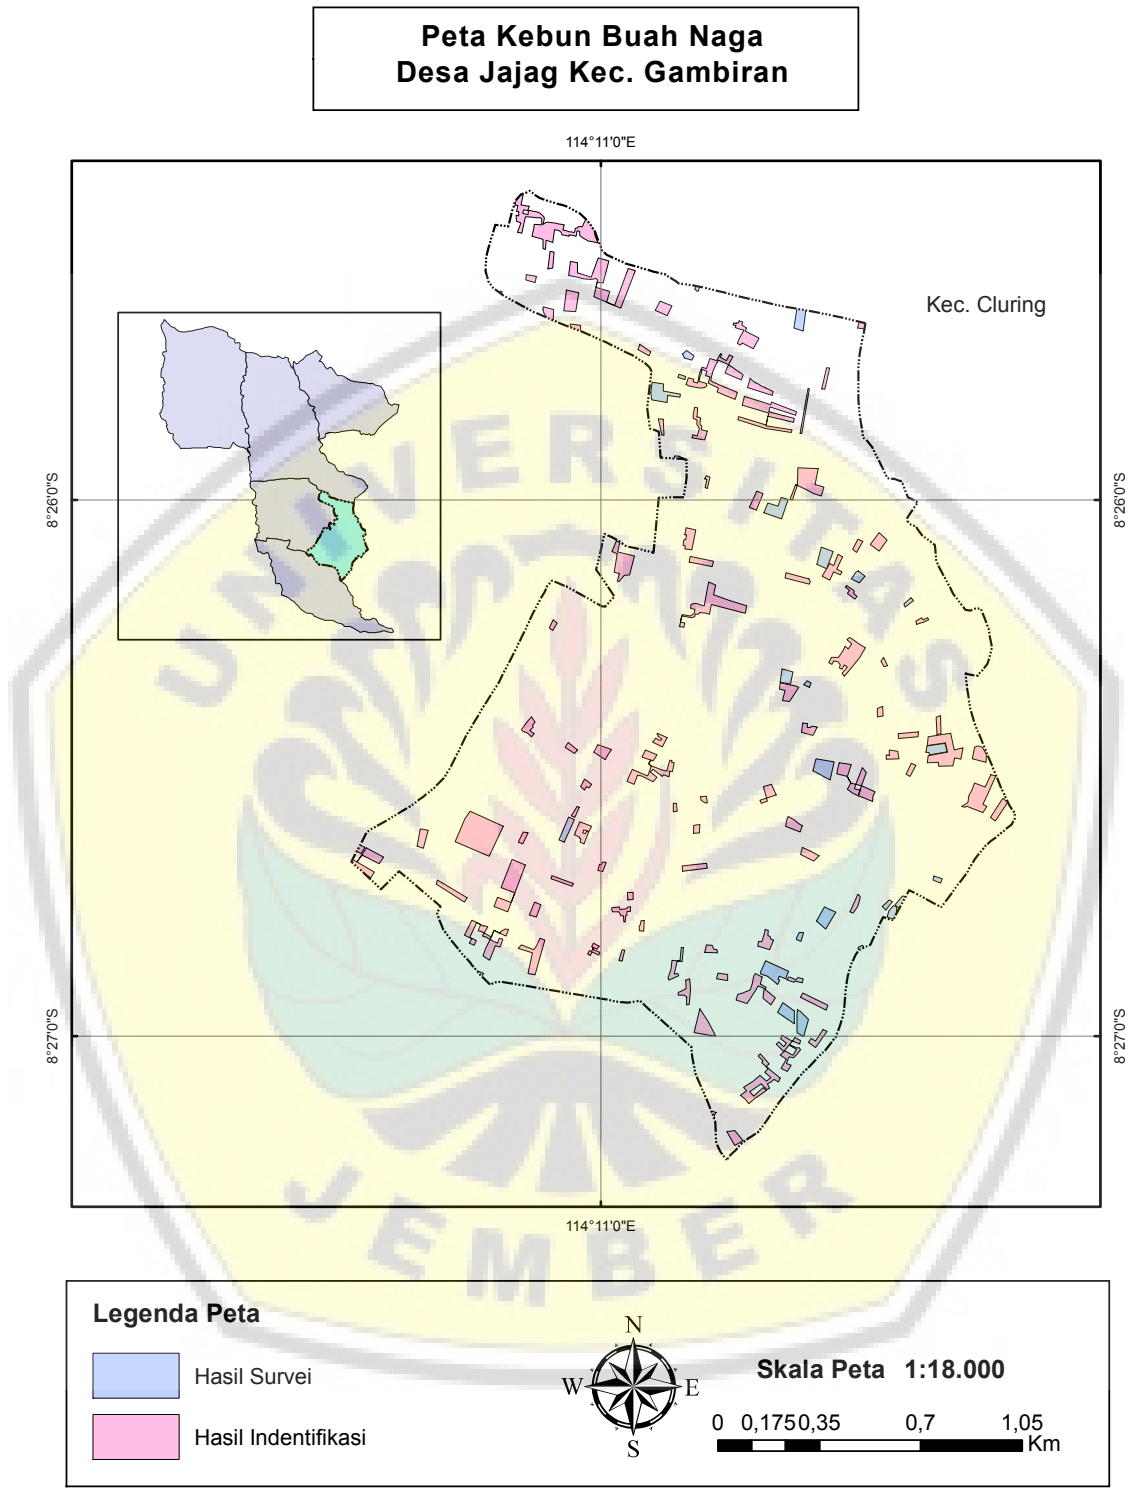 Peta Kebun Buah Naga
Desa Jajag Kec. Gambiran
114°11'0"E
Kec. Cluring
8°26'0"S
8°26'0"S
UNIVERSITAS
8°27'0"S
8°27'0"S
JEMBER
114°11'0"E
Legenda Peta
Hasil Survei
Hasil Indentifikasi
N
W
E
S
Skala Peta 1:18.000
0 0,175 0,35 0,7 1,05
Km